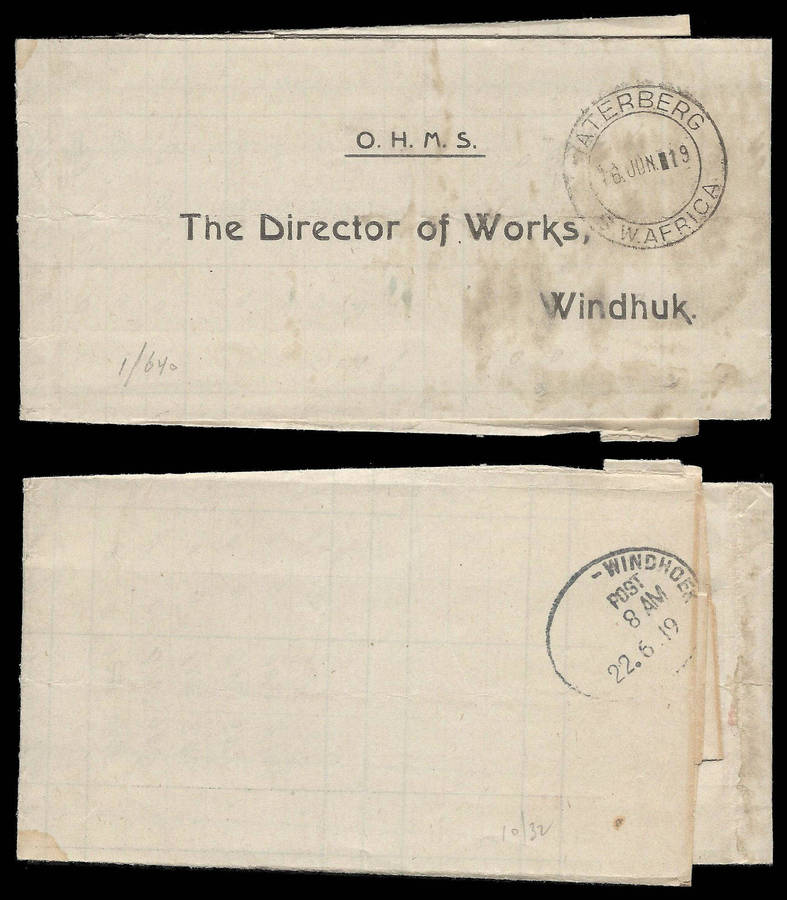 O. H. M. S.
ATERBERG
16 JUN. 19
S.W.AFRICA
The Director of Works,
Windhuk.
1/640
-WINDHOEK
POST
8 AM
22.6.19
10/32